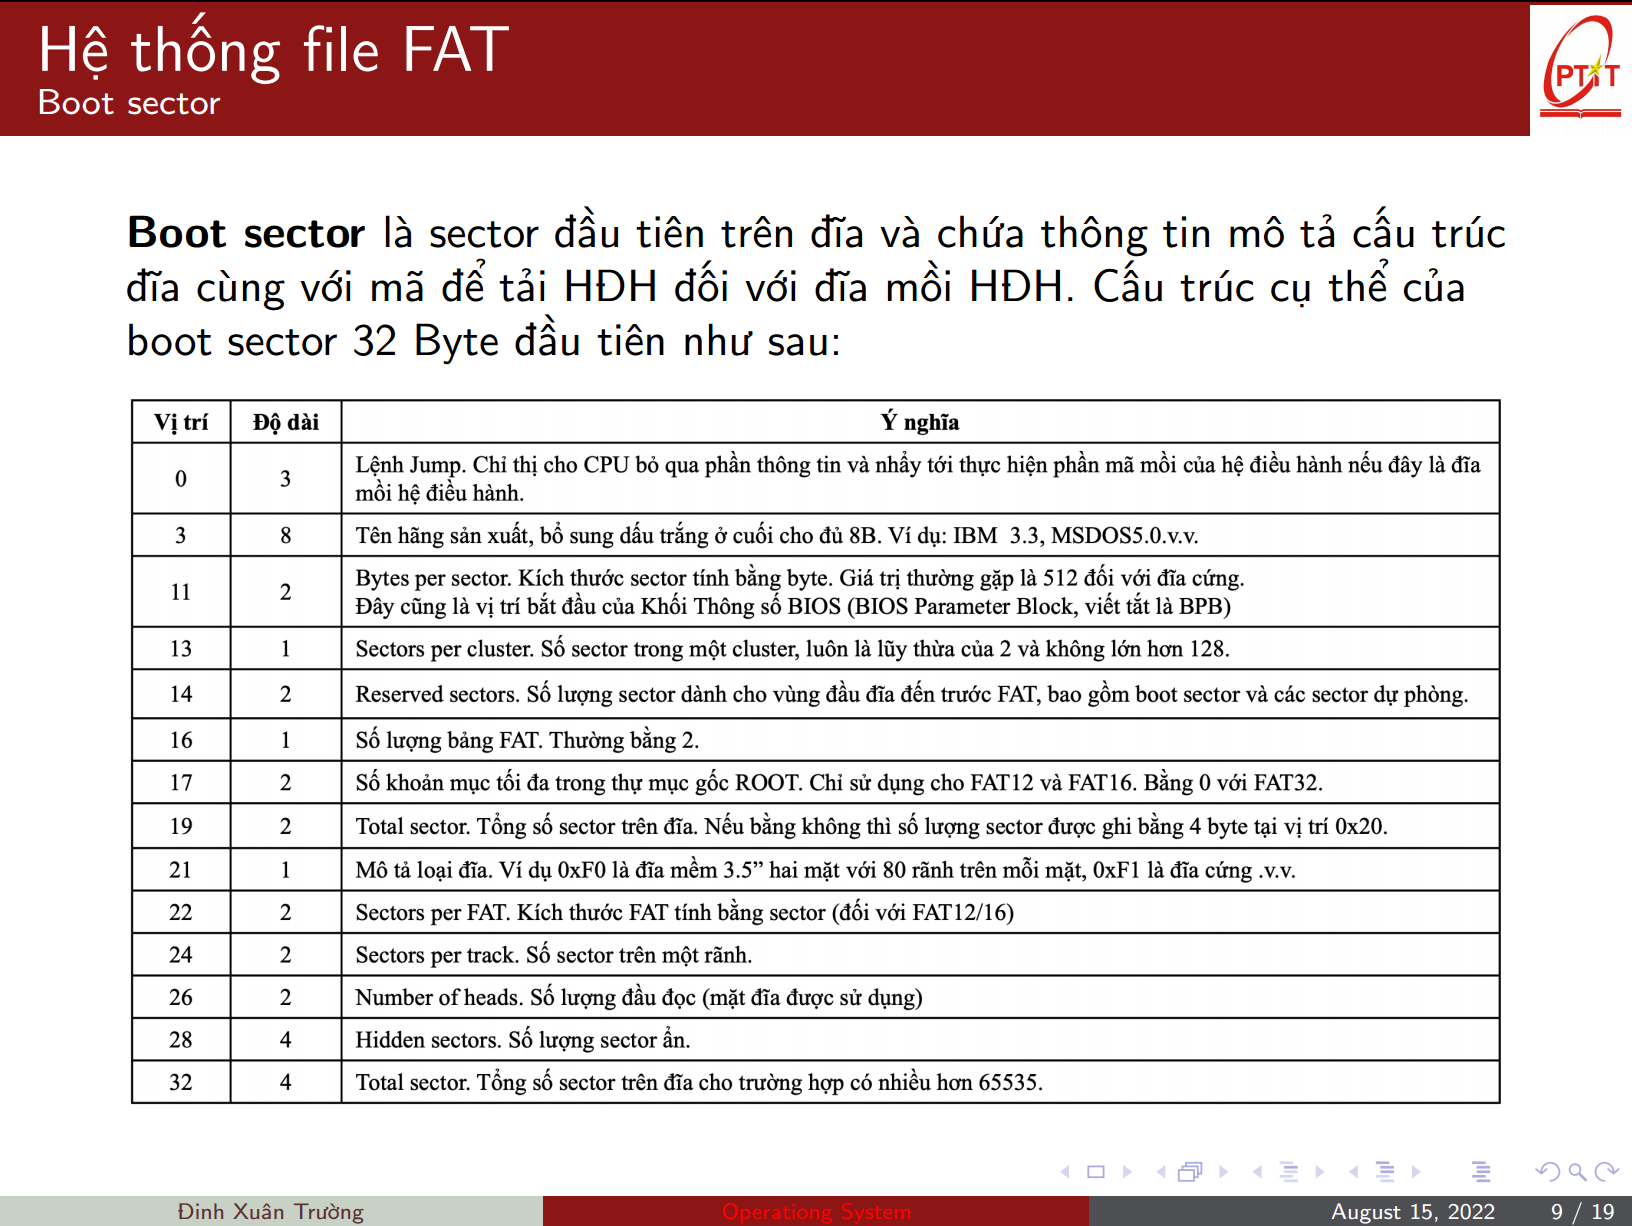 Hệ thống file FAT
Boot sector
PTIT
Boot sector là sector đầu tiên trên đĩa và chứa thông tin mô tả cấu trúc
đĩa cùng với mã để tải HĐH đối với đĩa mồi HĐH. Cấu trúc cụ thể của
boot sector 32 Byte đầu tiên như sau:
Vị trí Độ dài Ý nghĩa
0 3 Lệnh Jump. Chỉ thị cho CPU bỏ qua phần thông tin và nhẩy tới thực hiện phần mã mồi của hệ điều hành nếu đây là đĩa
mồi hệ điều hành.
3 8 Tên hãng sản xuất, bổ sung dấu trắng ở cuối cho đủ 8B. Ví dụ: IBM 3.3, MSDOS5.0.v.v.
11 2 Bytes per sector. Kích thước sector tính bằng byte. Giá trị thường gặp là 512 đối với đĩa cứng.
Đây cũng là vị trí bắt đầu của Khối Thông số BIOS (BIOS Parameter Block, viết tắt là BPB)
13 1 Sectors per cluster. Số sector trong một cluster, luôn là lũy thừa của 2 và không lớn hơn 128.
14 2 Reserved sectors. Số lượng sector dành cho vùng đầu đĩa đến trước FAT, bao gồm boot sector và các sector dự phòng.
16 1 Số lượng bảng FAT. Thường bằng 2.
17 2 Số khoản mục tối đa trong thự mục gốc ROOT. Chỉ sử dụng cho FAT12 và FAT16. Bằng 0 với FAT32.
19 2 Total sector. Tổng số sector trên đĩa. Nếu bằng không thì số lượng sector được ghi bằng 4 byte tại vị trí 0x20.
21 1 Mô tả loại đĩa. Ví dụ 0xF0 là đĩa mềm 3.5” hai mặt với 80 rãnh trên mỗi mặt, 0xF1 là đĩa cứng .v.v.
22 2 Sectors per FAT. Kích thước FAT tính bằng sector (đối với FAT12/16)
24 2 Sectors per track. Số sector trên một rãnh.
26 2 Number of heads. Số lượng đầu đọc (mặt đĩa được sử dụng)
28 4 Hidden sectors. Số lượng sector ẩn.
32 4 Total sector. Tổng số sector trên đĩa cho trường hợp có nhiều hơn 65535.
Đinh Xuân Trường Operationg System August 15, 2022 9 / 19